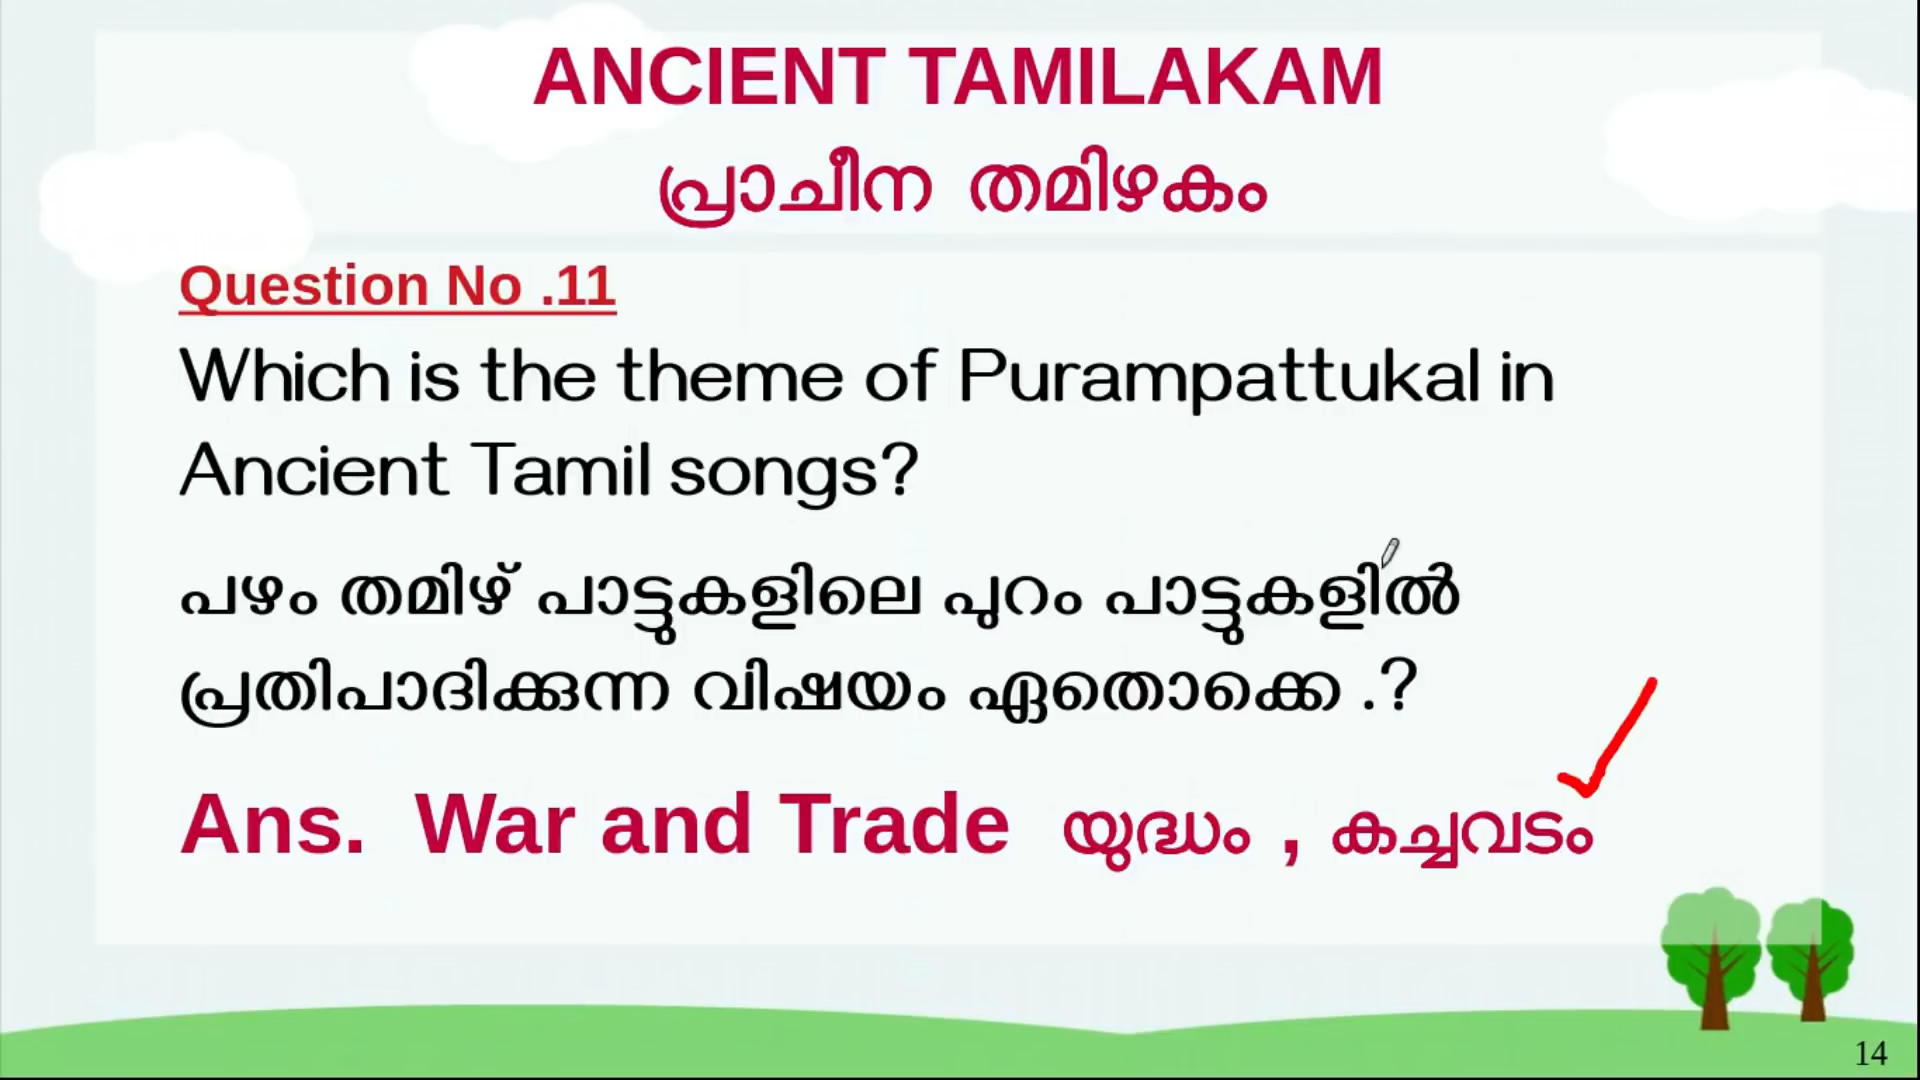 ANCIENT TAMILAKAM
പ്രാചീന തമിഴകം
Question No .11
Which is the theme of Purampattukal in
Ancient Tamil songs?
പഴം തമിഴ് പാട്ടുകളിലെ പുറം പാട്ടുകളിൽ
പ്രതിപാദിക്കുന്ന വിഷയം ഏതൊക്കെ .?
Ans. War and Trade യുദ്ധം , കച്ചവടം
14